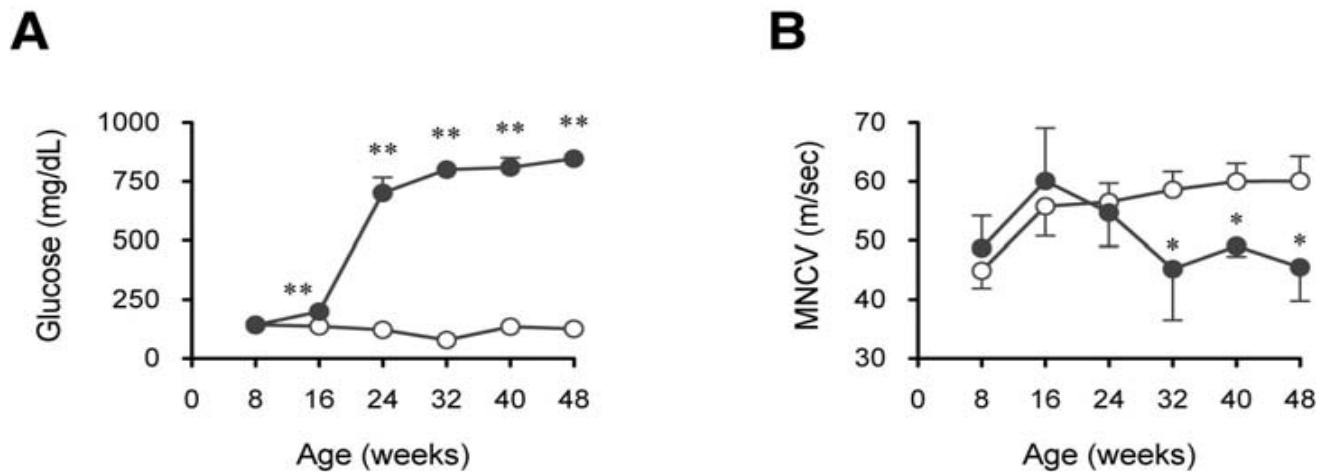 A
Glucose (mg/dL)
1000
750
500
250
0
** ** ** ** **
0 8 16 24 32 40 48
Age (weeks)
B
MNCV (m/sec)
70
60
50
40
30
* * *
0 8 16 24 32 40 48
Age (weeks)